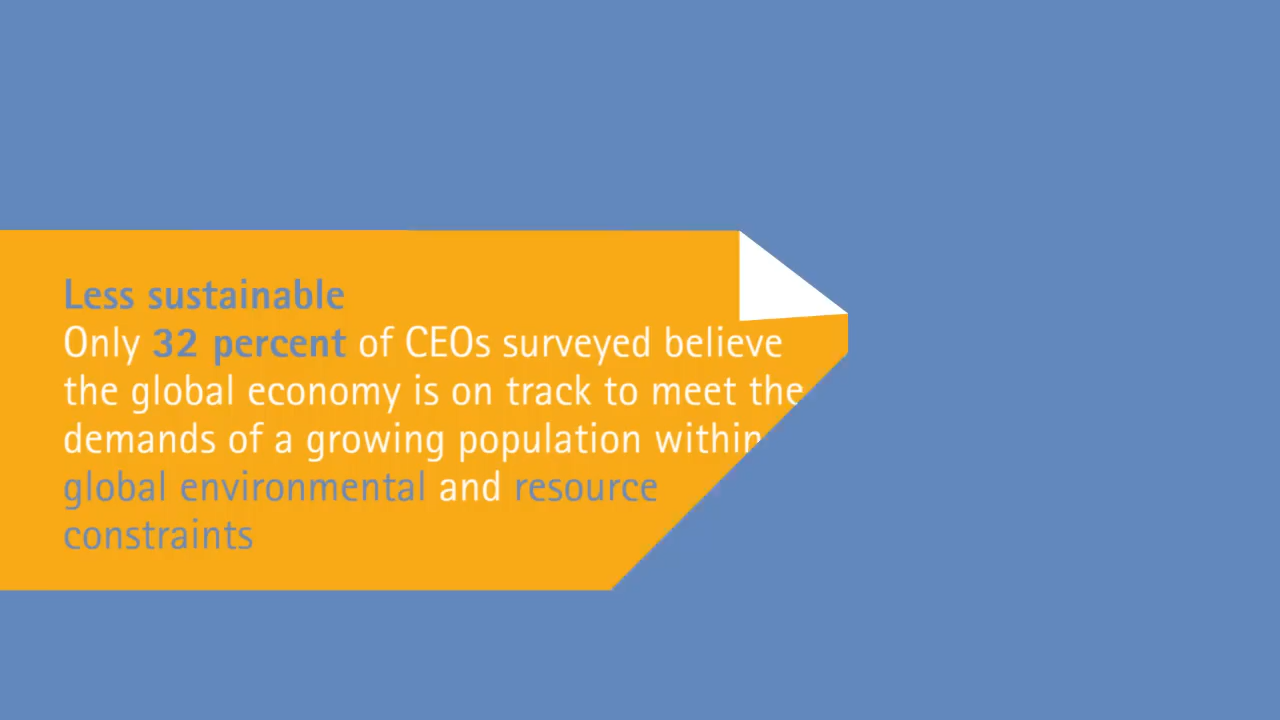 Less sustainable
Only 32 percent of CEOs surveyed believe
the global economy is on track to meet the
demands of a growing population within
global environmental and resource
constraints